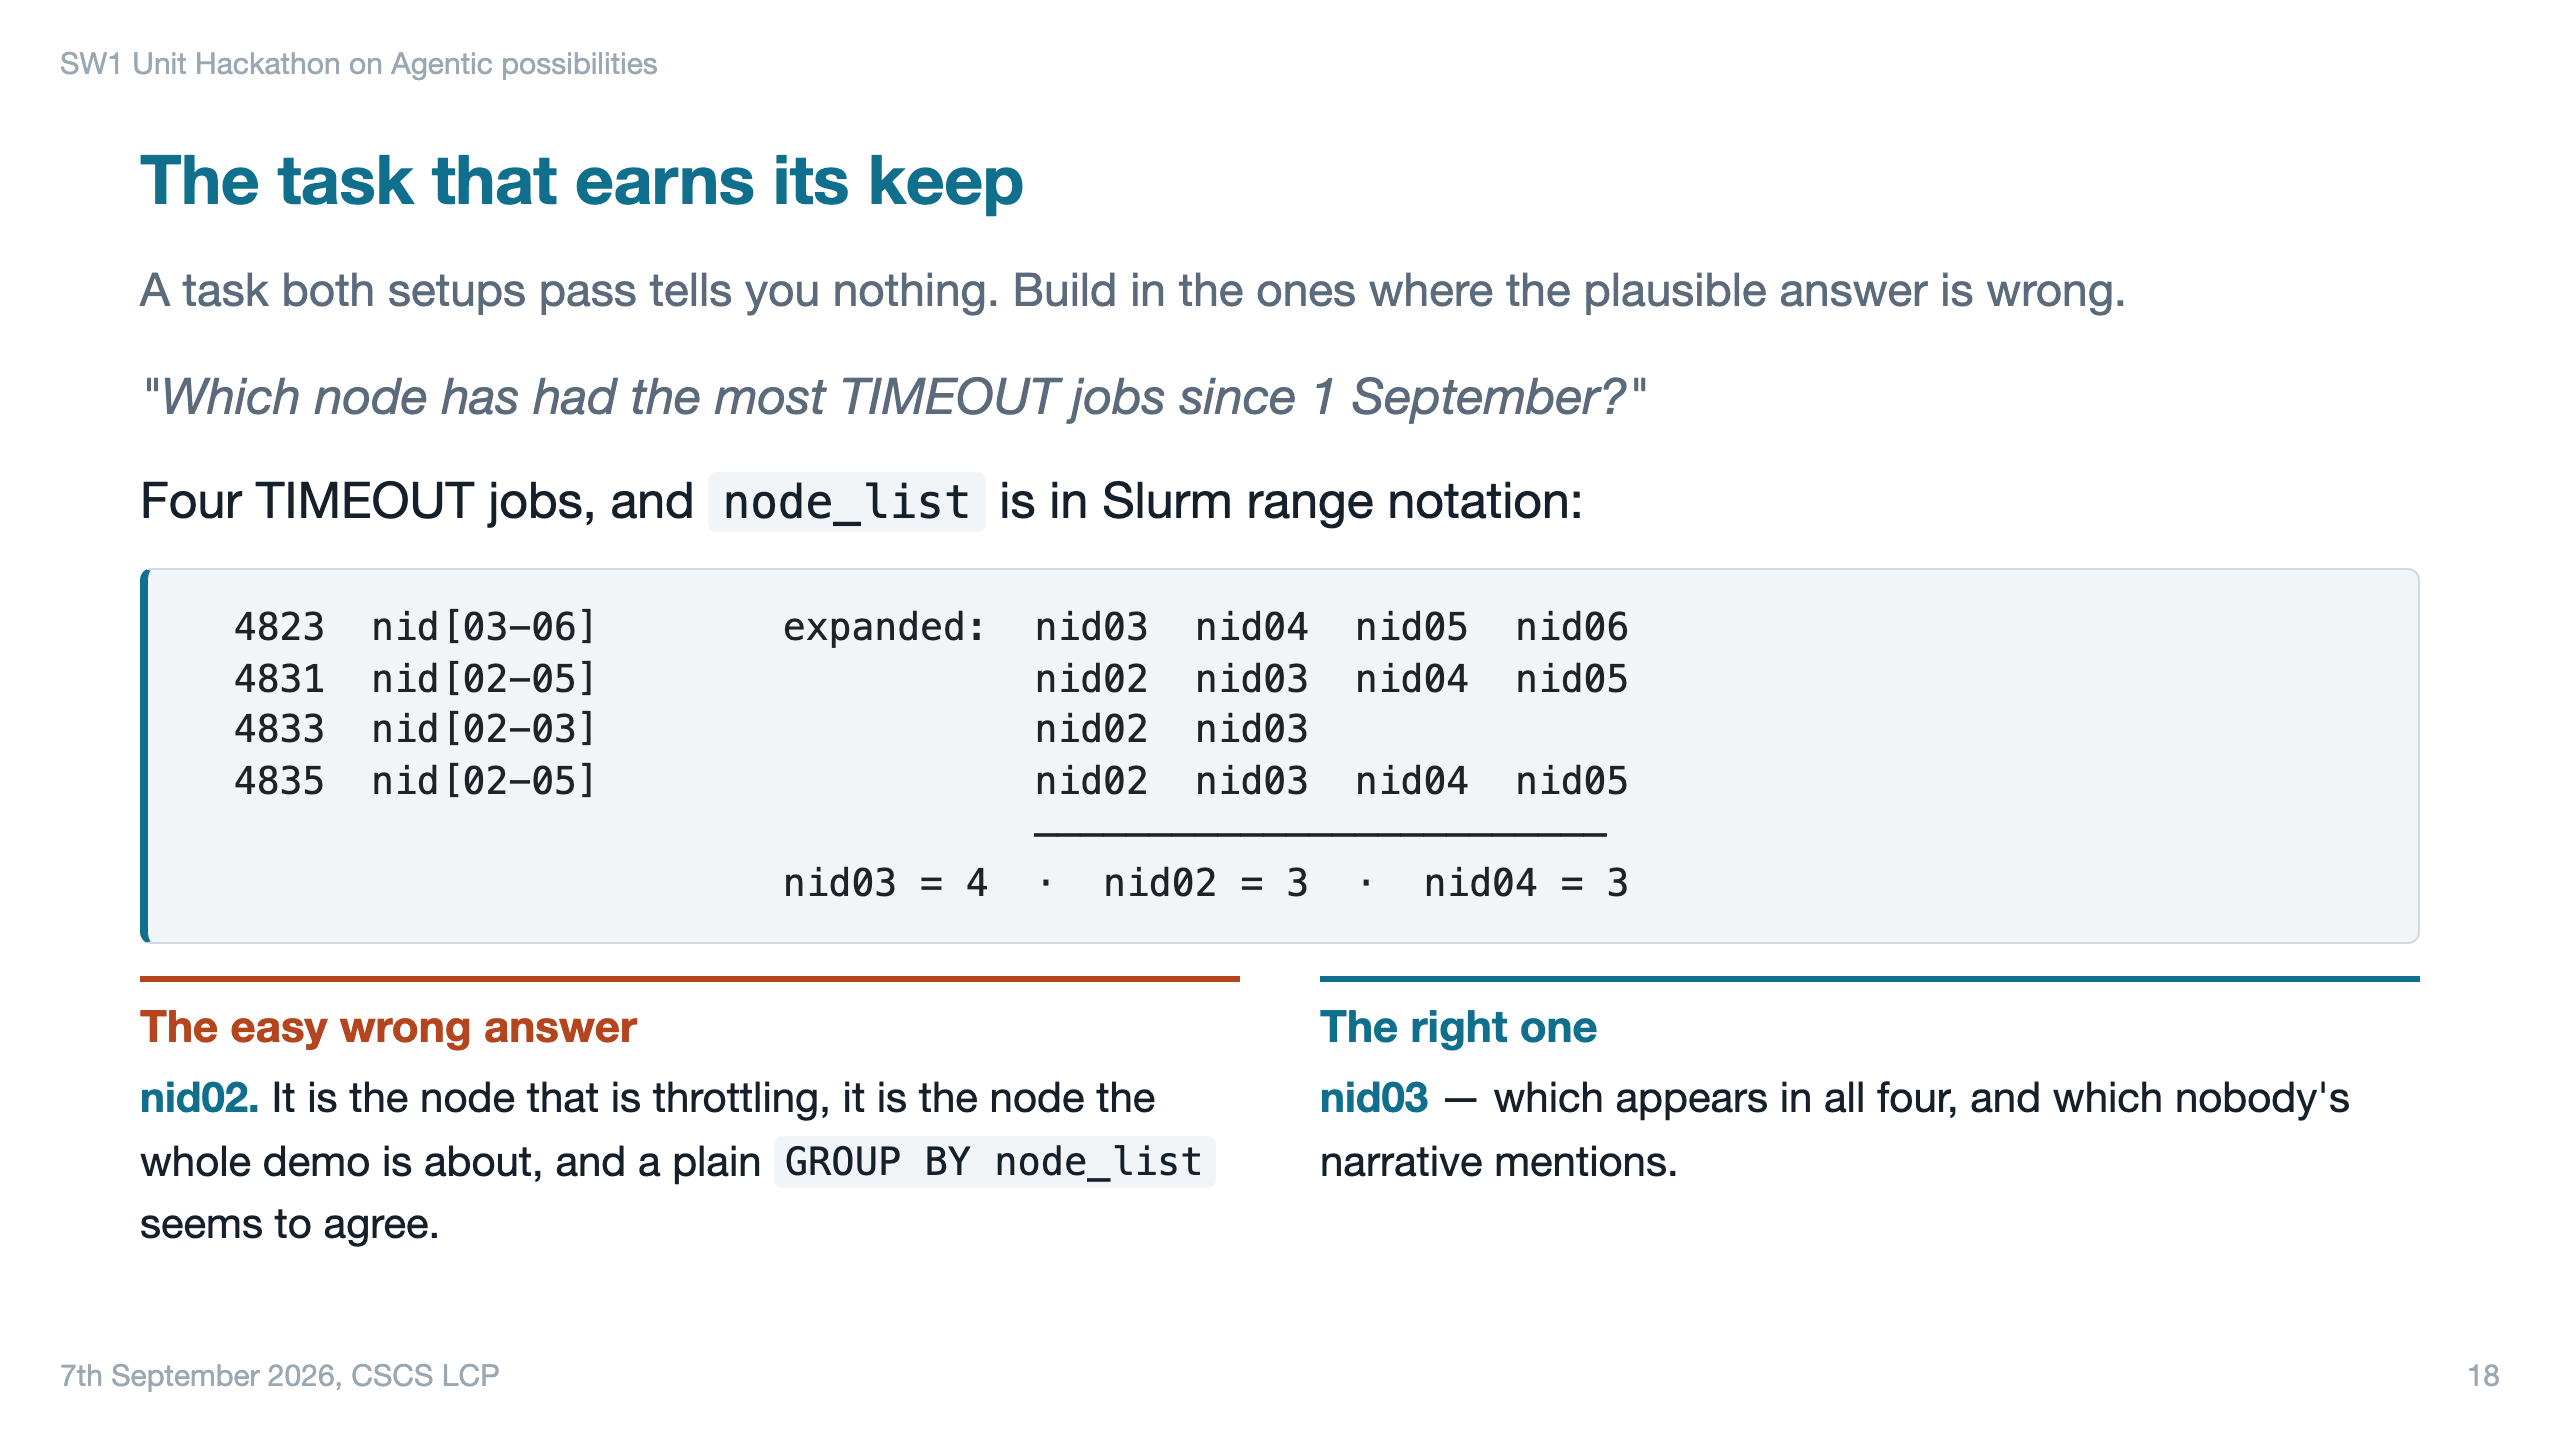 SW1 Unit Hackathon on Agentic possibilities
The task that earns its keep
A task both setups pass tells you nothing. Build in the ones where the plausible answer is wrong.
"Which node has had the most TIMEOUT jobs since 1 September?"
Four TIMEOUT jobs, and node_list is in Slurm range notation:
4823  nid[03-06]        expanded:  nid03  nid04  nid05  nid06
4831  nid[02-05]                   nid02  nid03  nid04  nid05
4833  nid[02-03]                   nid02  nid03
4835  nid[02-05]                   nid02  nid03  nid04  nid05
nid03 = 4  ·  nid02 = 3  ·  nid04 = 3
The easy wrong answer
nid02. It is the node that is throttling, it is the node the
whole demo is about, and a plain GROUP BY node_list
seems to agree.
The right one
nid03 — which appears in all four, and which nobody's
narrative mentions.
7th September 2026, CSCS LCP
18